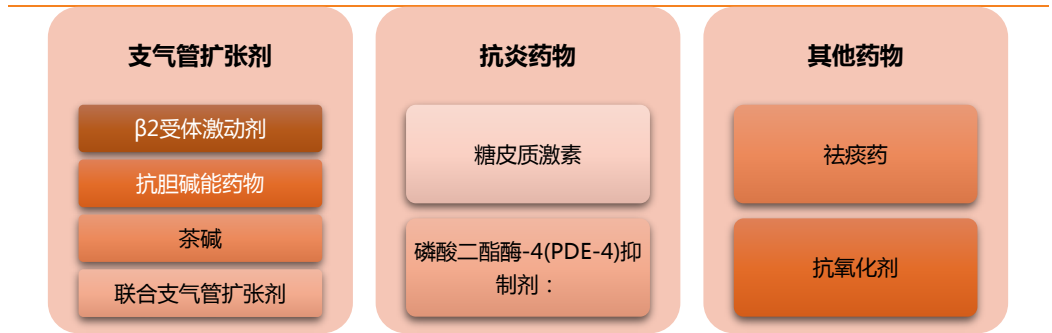 支气管扩张剂
β2受体激动剂
抗胆碱能药物
茶碱
联合支气管扩张剂
抗炎药物
糖皮质激素
磷酸二酯酶-4(PDE-4)抑
制剂：
其他药物
祛痰药
抗氧化剂